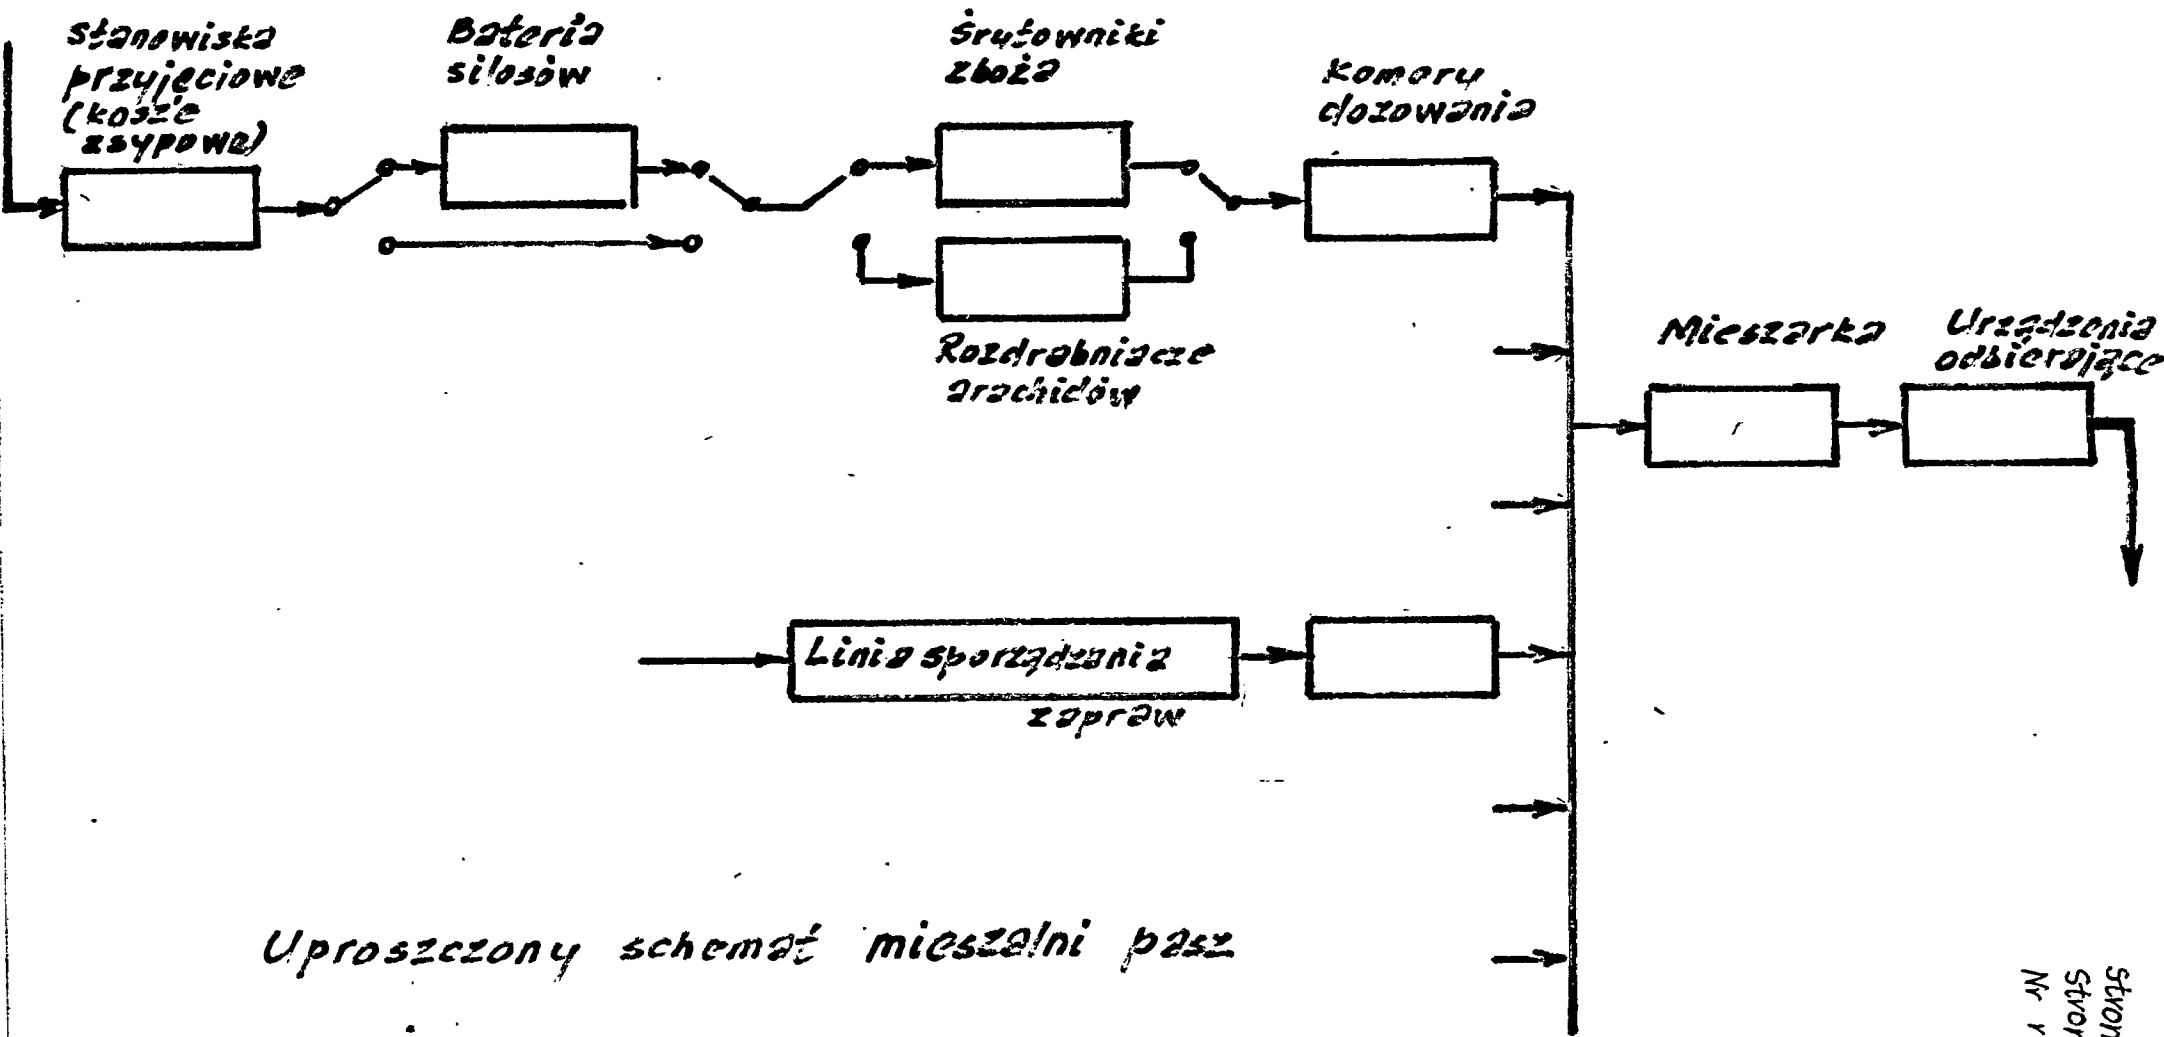 Stanowiska
przyjęciowe
(kosze
zsypowe)
Bateria
silosów
Śrutowniki
zboża
Komory
dozowania
Rozdrabniacze
arachidów
Mieszarka
Urządzenia
odbierające
Linia sporządzania
zapraw
Uproszczony schemat mieszalni pasz
Nr